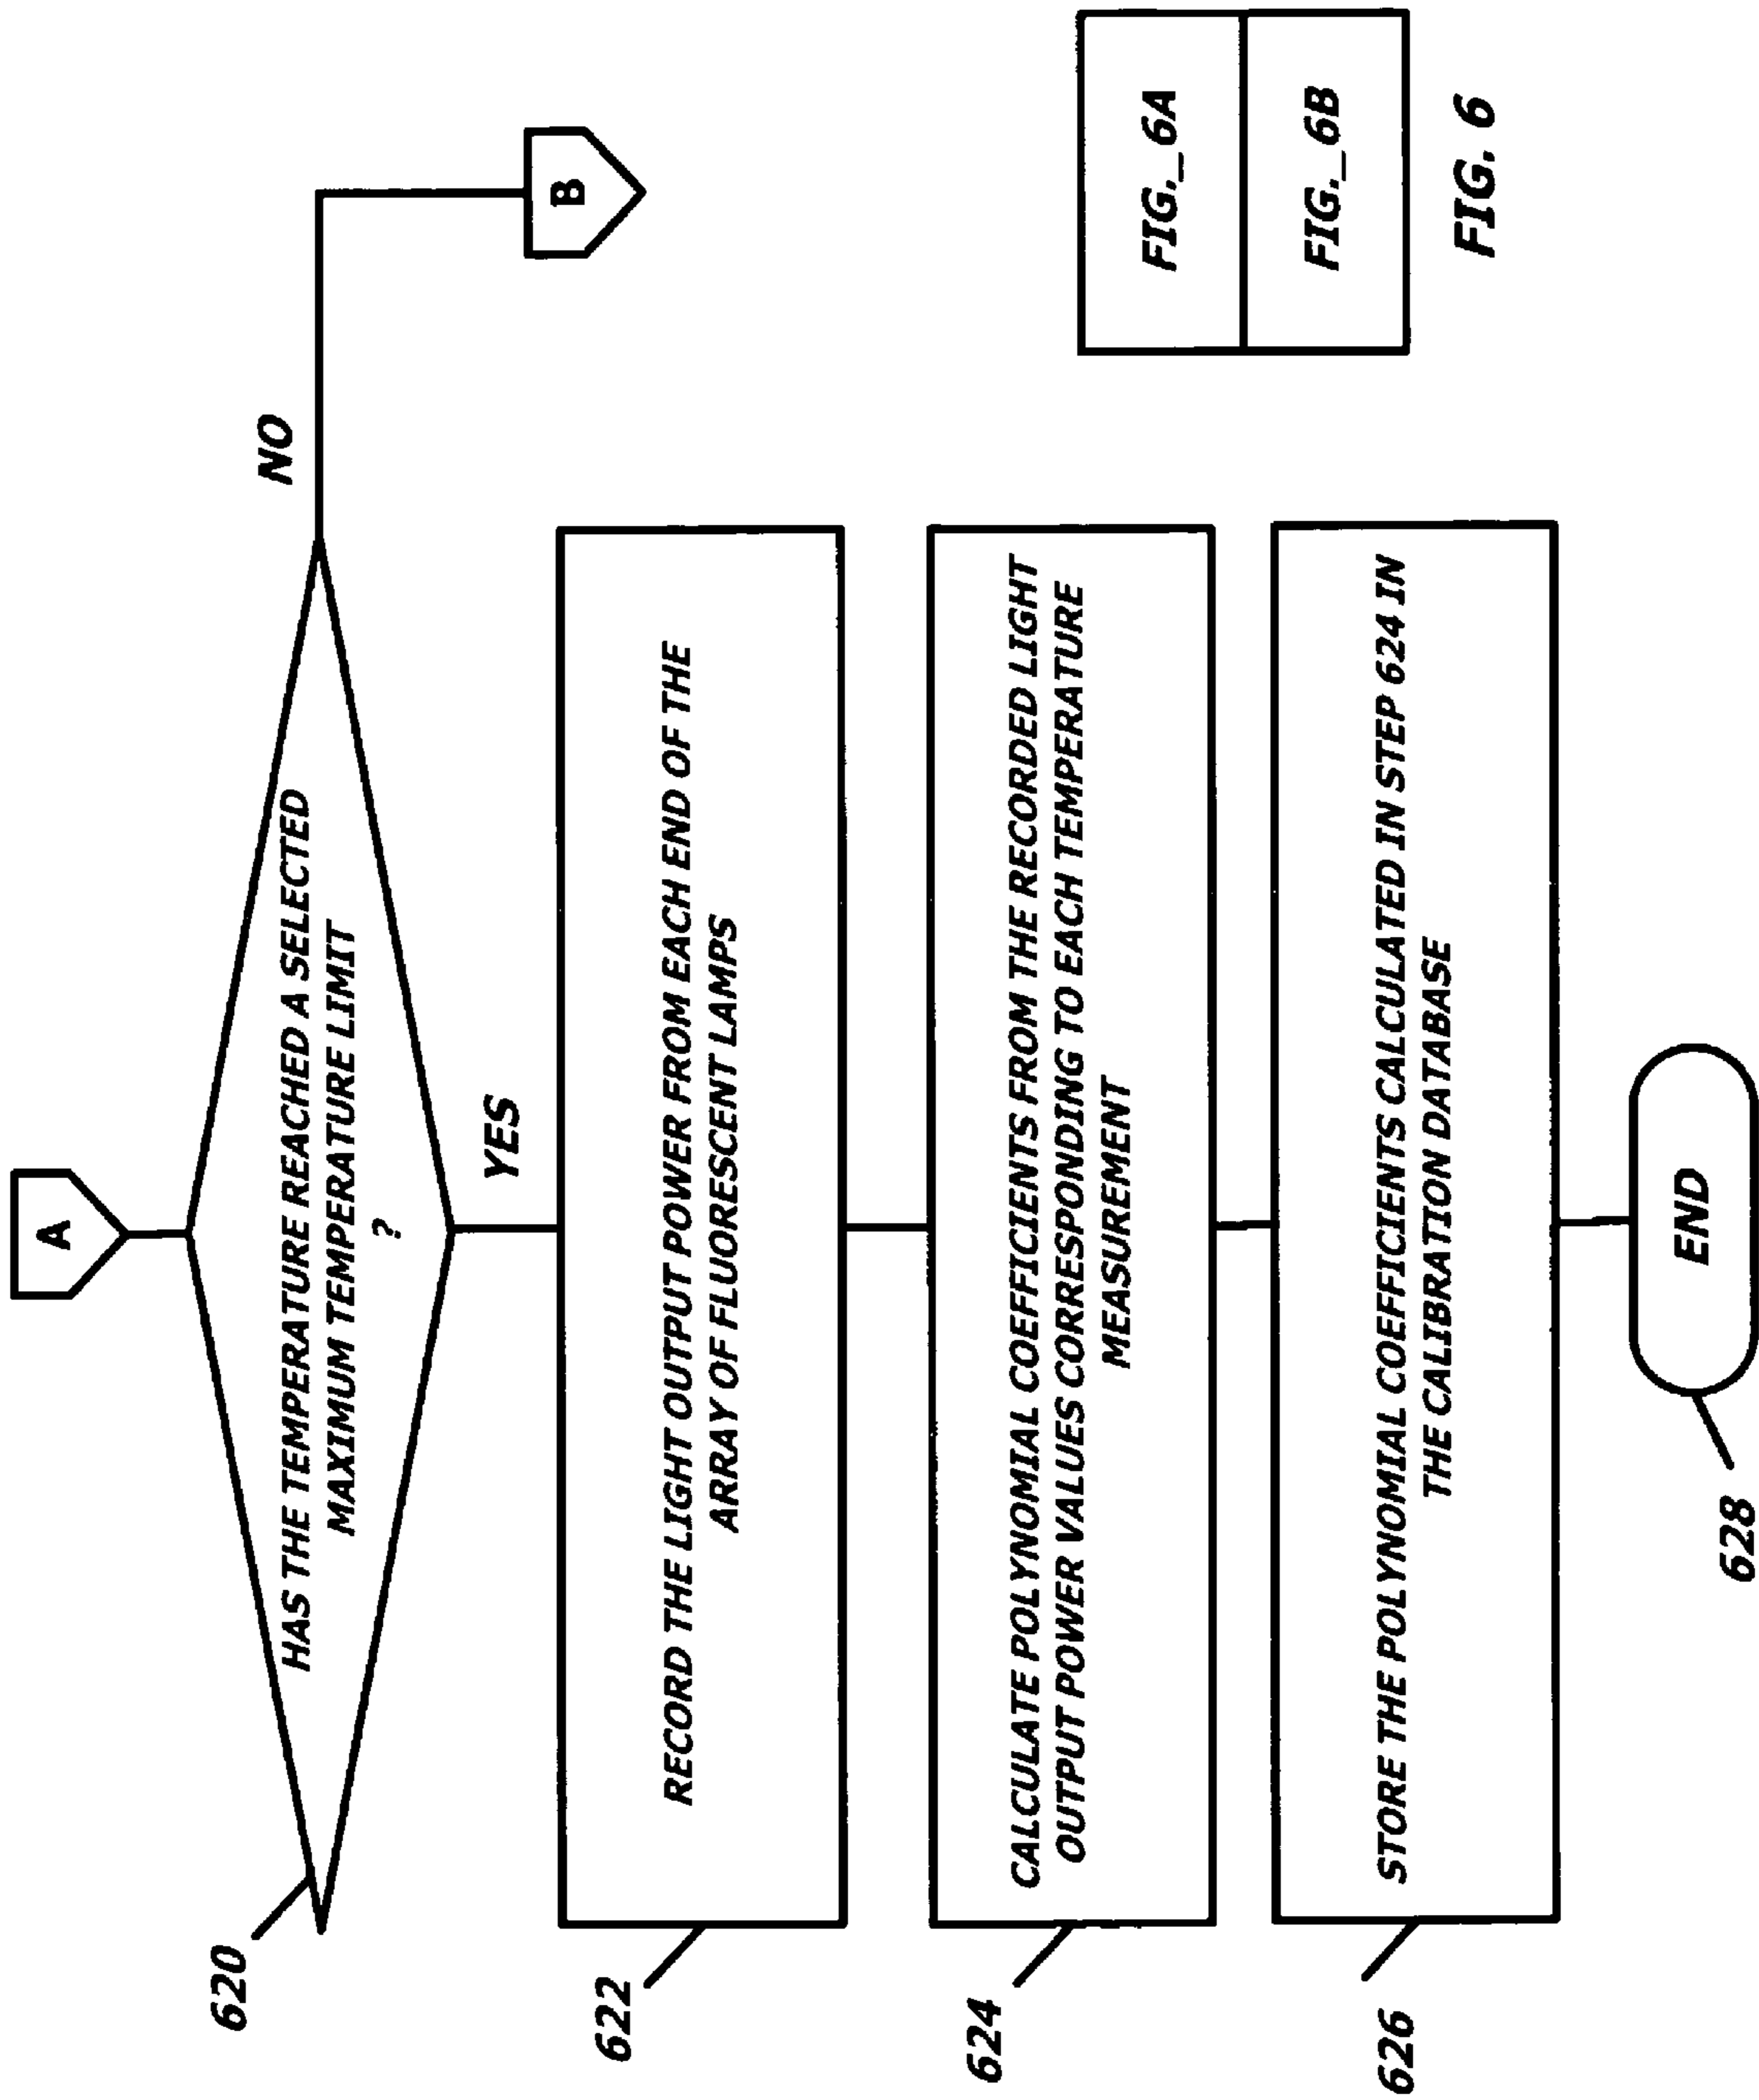 A
620
HAS THE TEMPERATURE REACHED A SELECTED
MAXIMUM TEMPERATURE LIMIT
?
NO
B
YES
622
RECORD THE LIGHT OUTPUT POWER FROM EACH END OF THE
ARRAY OF FLUORESCENT LAMPS
624
CALCULATE POLYNOMIAL COEFFICIENTS FROM THE RECORDED LIGHT
OUTPUT POWER VALUES CORRESPONDING TO EACH TEMPERATURE
MEASUREMENT
626
STORE THE POLYNOMIAL COEFFICIENTS CALCULATED IN STEP 624 IN
THE CALIBRATION DATABASE
END
628
FIG._6A
FIG._6B
FIG. 6